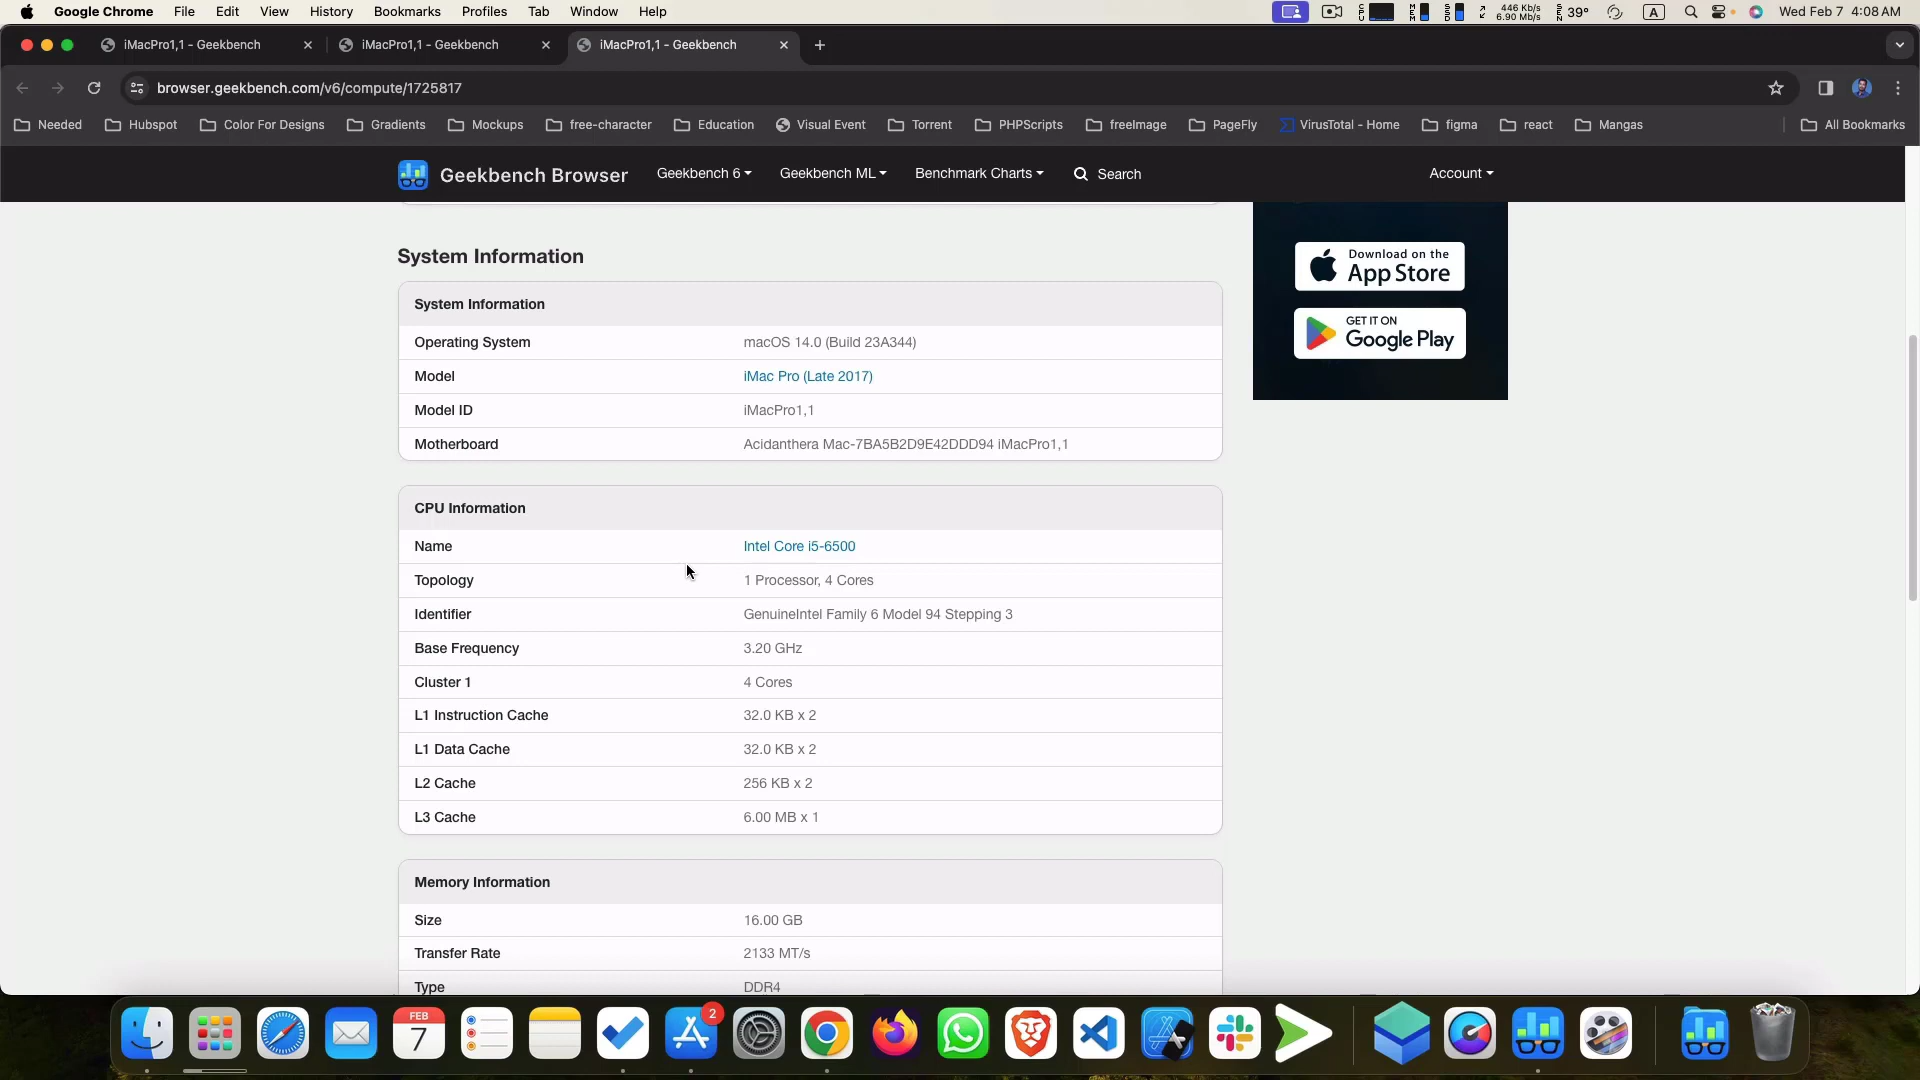 Google Chrome File Edit View History Bookmarks Profiles Tab Window Help 446 Kb/s 6.90 Mb/s 39° A Wed Feb 7 4:08 AM
iMacPro1,1 - Geekbench iMacPro1,1 - Geekbench iMacPro1,1 - Geekbench
browser.geekbench.com/v6/compute/1725817
Needed Hubspot Color For Designs Gradients Mockups free-character Education Visual Event Torrent PHPScripts freeImage PageFly VirusTotal - Home figma react Mangas All Bookmarks
Geekbench Browser Geekbench 6 Geekbench ML Benchmark Charts Search Account
Download on the
App Store
GET IT ON
Google Play
System Information
System Information
Operating System macOS 14.0 (Build 23A344)
Model iMac Pro (Late 2017)
Model ID iMacPro1,1
Motherboard Acidanthera Mac-7BA5B2D9E42DDD94 iMacPro1,1
CPU Information
Name Intel Core i5-6500
Topology 1 Processor, 4 Cores
Identifier GenuineIntel Family 6 Model 94 Stepping 3
Base Frequency 3.20 GHz
Cluster 1 4 Cores
L1 Instruction Cache 32.0 KB x 2
L1 Data Cache 32.0 KB x 2
L2 Cache 256 KB x 2
L3 Cache 6.00 MB x 1
Memory Information
Size 16.00 GB
Transfer Rate 2133 MT/s
Type DDR4
FEB
7
2